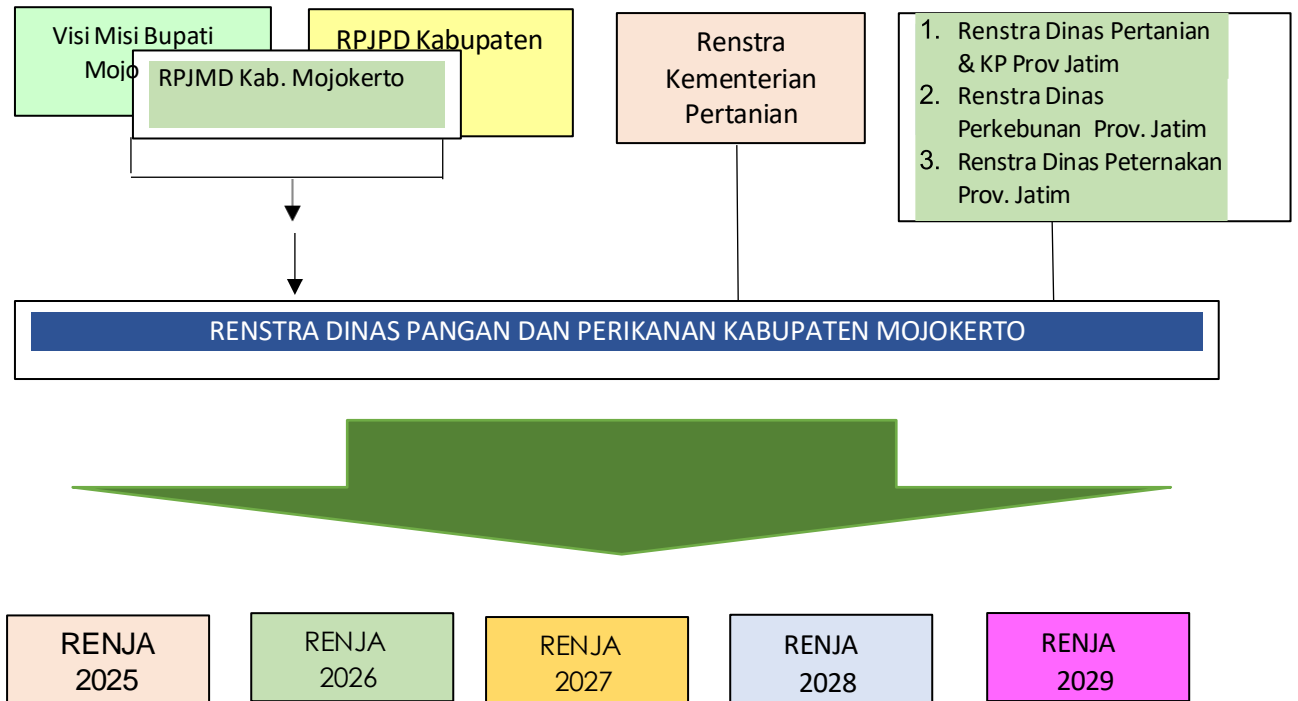 Visi Misi Bupati
Mojo
RPJPD Kabupaten
RPJMD Kab. Mojokerto
Renstra
Kementerian
Pertanian
1. Renstra Dinas Pertanian
& KP Prov Jatim
2. Renstra Dinas
Perkebunan Prov. Jatim
3. Renstra Dinas Peternakan
Prov. Jatim
RENSTRA DINAS PANGAN DAN PERIKANAN KABUPATEN MOJOKERTO
RENJA
2025
RENJA
2026
RENJA
2027
RENJA
2028
RENJA
2029